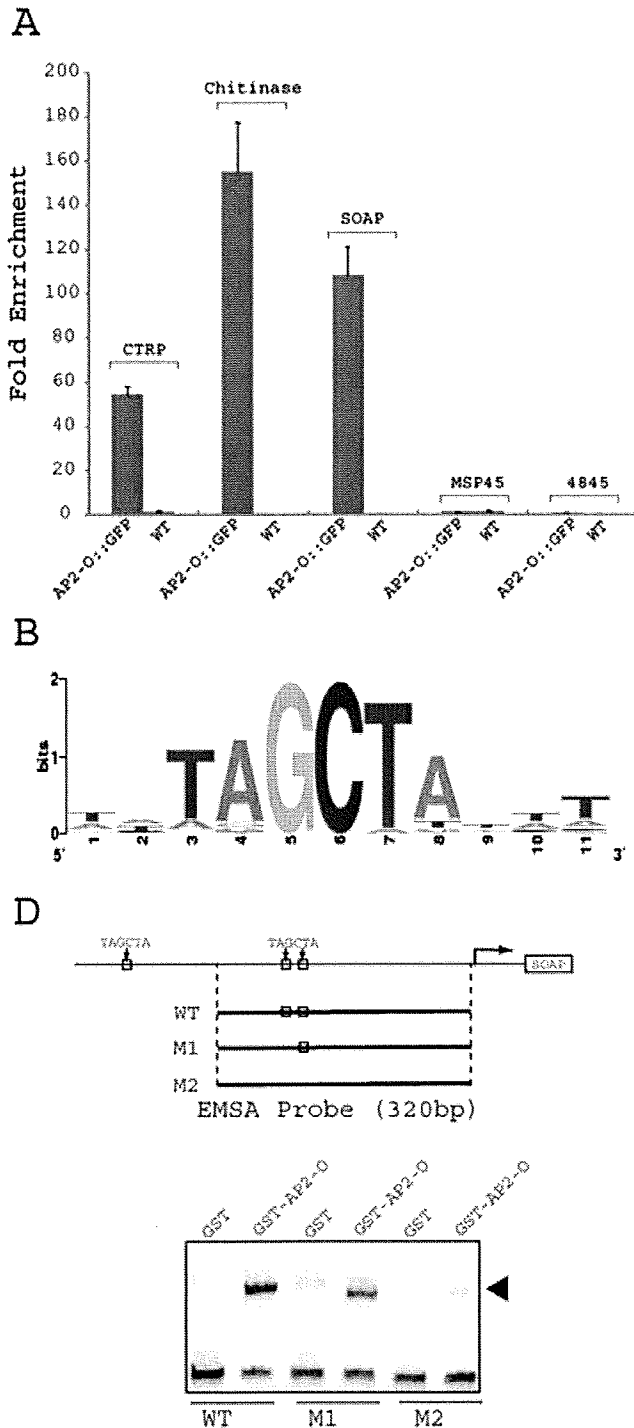 A
200
180
160
140
120
100
80
60
40
20
0
Fold Enrichment
CTRP
Chitinase
SOAP
MSP45
4845
AP2-O::GFP
WT
AP2-O::GFP
WT
AP2-O::GFP
WT
AP2-O::GFP
WT
AP2-O::GFP
WT
B
2
1
0
bits
TAGCTA
T
5'
1
2
3
4
5
6
7
8
9
10
11
3'
D
TAGCTA
TAGCTA
SOAP
WT
M1
M2
EMSA Probe (320bp)
GST
GST-AP2-O
GST
GST-AP2-O
GST
GST-AP2-O
WT
M1
M2